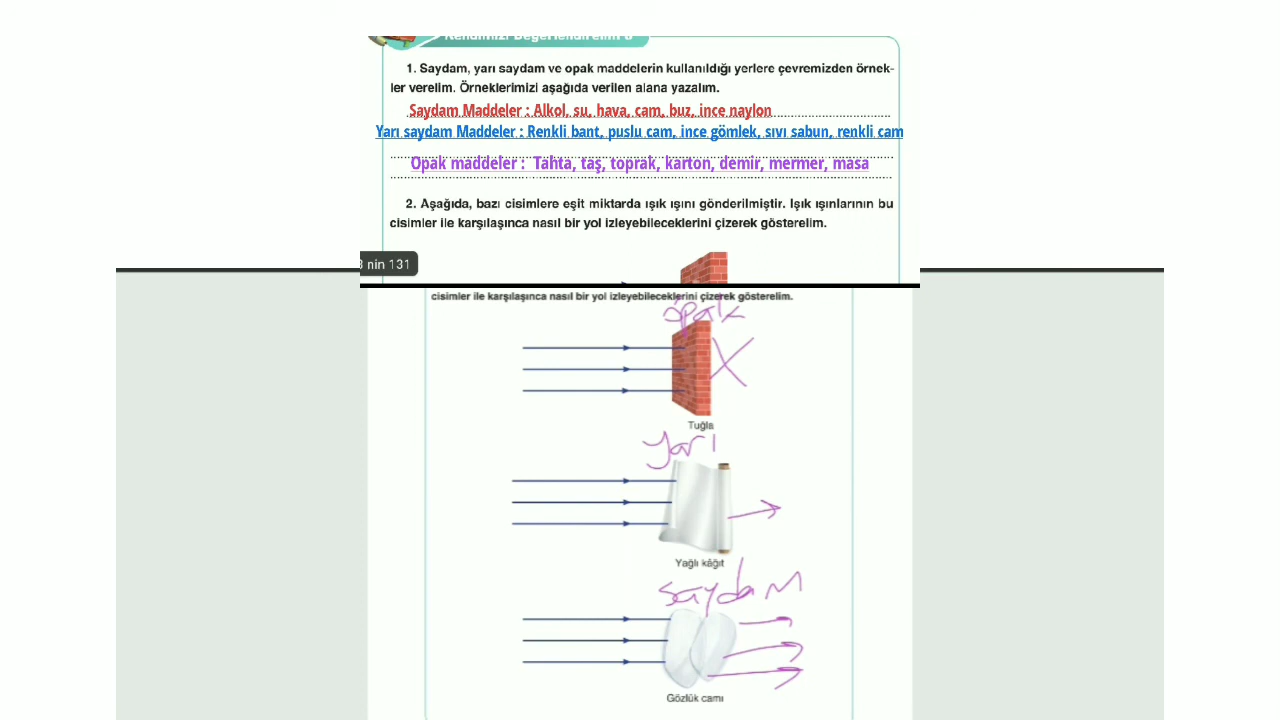 Kendimizi Değerlendirelim
1. Saydam, yarı saydam ve opak maddelerin kullanıldığı yerlere çevremizden örnek-
ler verelim. Örneklerimizi aşağıda verilen alana yazalım.
Saydam Maddeler : Alkol, su, hava, cam, buz, ince naylon
Yarı saydam Maddeler : Renkli bant, puslu cam, ince gömlek, sıvı sabun, renkli cam
Opak maddeler : Tahta, taş, toprak, karton, demir, mermer, masa
2. Aşağıda, bazı cisimlere eşit miktarda ışık ışını gönderilmiştir. Işık ışınlarının bu
cisimler ile karşılaşınca nasıl bir yol izleyebileceklerini çizerek gösterelim.
nin 131
cisimler ile karşılaşınca nasıl bir yol izleyebileceklerini çizerek gösterelim.
opak
X
Tuğla
yarı
Yağlı kâğıt
saydam
Gözlük camı